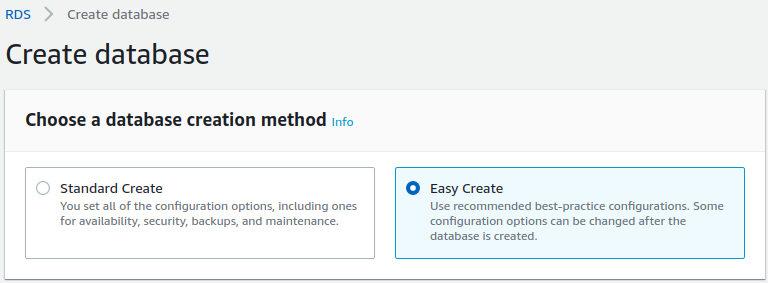 RDS > Create database
Create database
Choose a database creation method Info
Standard Create
You set all of the configuration options, including ones
for availability, security, backups, and maintenance.
Easy Create
Use recommended best-practice configurations. Some
configuration options can be changed after the
database is created.